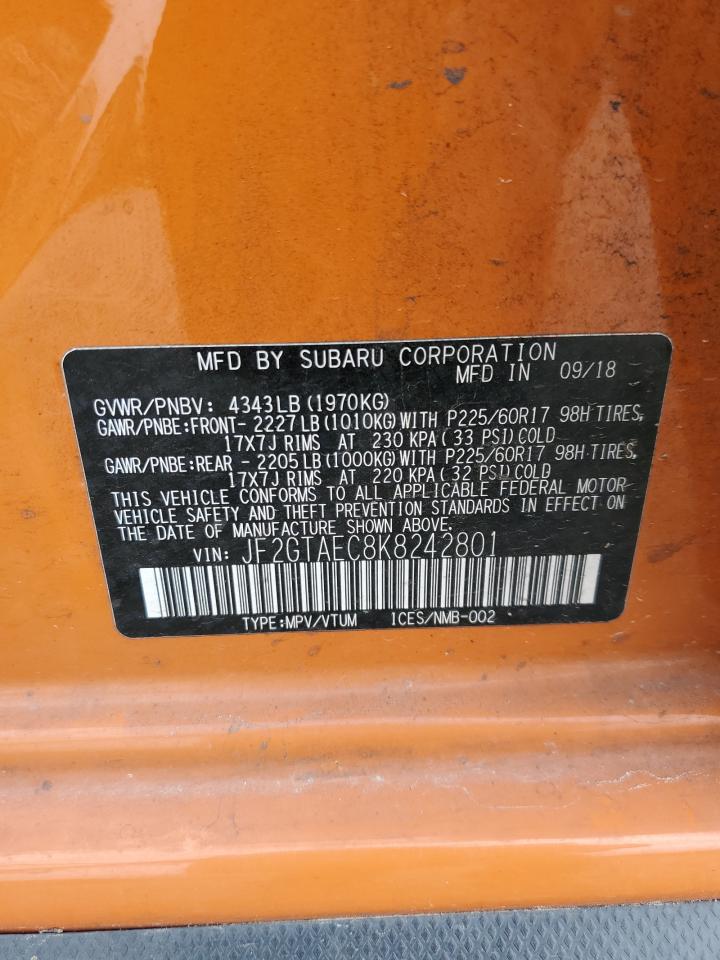 MFD BY SUBARU CORPORATION
MFD IN 09/18
GVWR/PNBV: 4343LB (1970KG)
GAWR/PNBE:FRONT- 2227LB (1010KG) WITH P225/60R17 98H TIRES,
17X7J RIMS AT 230 KPA (33 PSI) COLD
GAWR/PNBE:REAR - 2205LB (1000KG) WITH P225/60R17 98H TIRES,
17X7J RIMS AT 220 KPA (32 PSI) COLD
THIS VEHICLE CONFORMS TO ALL APPLICABLE FEDERAL MOTOR
VEHICLE SAFETY AND THEFT PREVENTION STANDARDS IN EFFECT ON
THE DATE OF MANUFACTURE SHOWN ABOVE.
VIN: JF2GTAEC8K8242801
TYPE:MPV/VTUM ICES/NMB-002